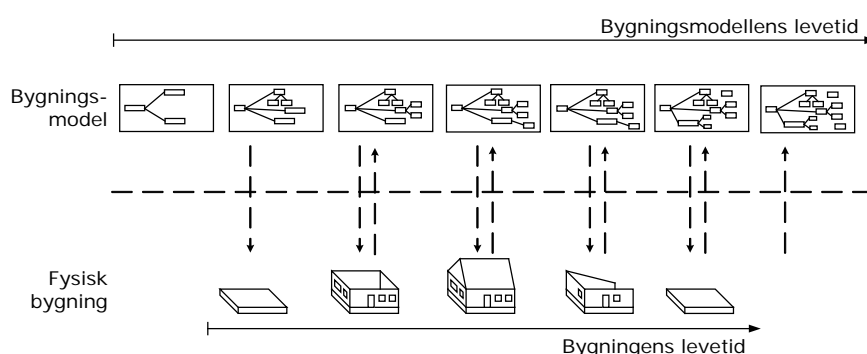 Bygningsmodellens levetid
Bygnings-
model
Fysisk
bygning
Bygningens levetid